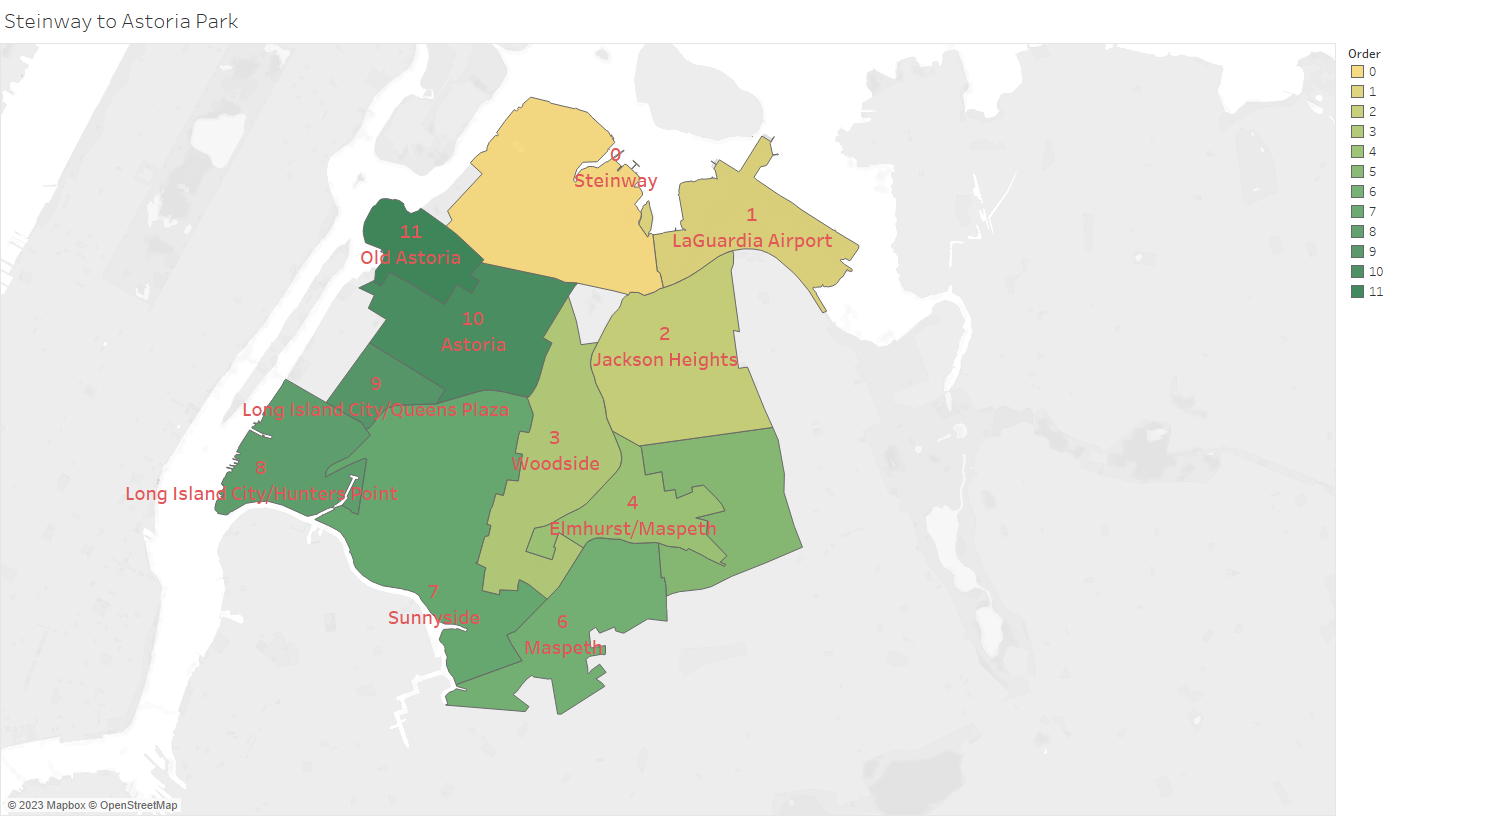 Steinway to Astoria Park
Order
0
1
2
3
4
5
6
7
8
9
10
11
0
Steinway
1
LaGuardia Airport
11
Old Astoria
10
Astoria
2
Jackson Heights
9
Long Island City/Queens Plaza
3
Woodside
8
Long Island City/Hunters Point
4
Elmhurst/Maspeth
7
Sunnyside
6
Maspeth
© 2023 Mapbox © OpenStreetMap